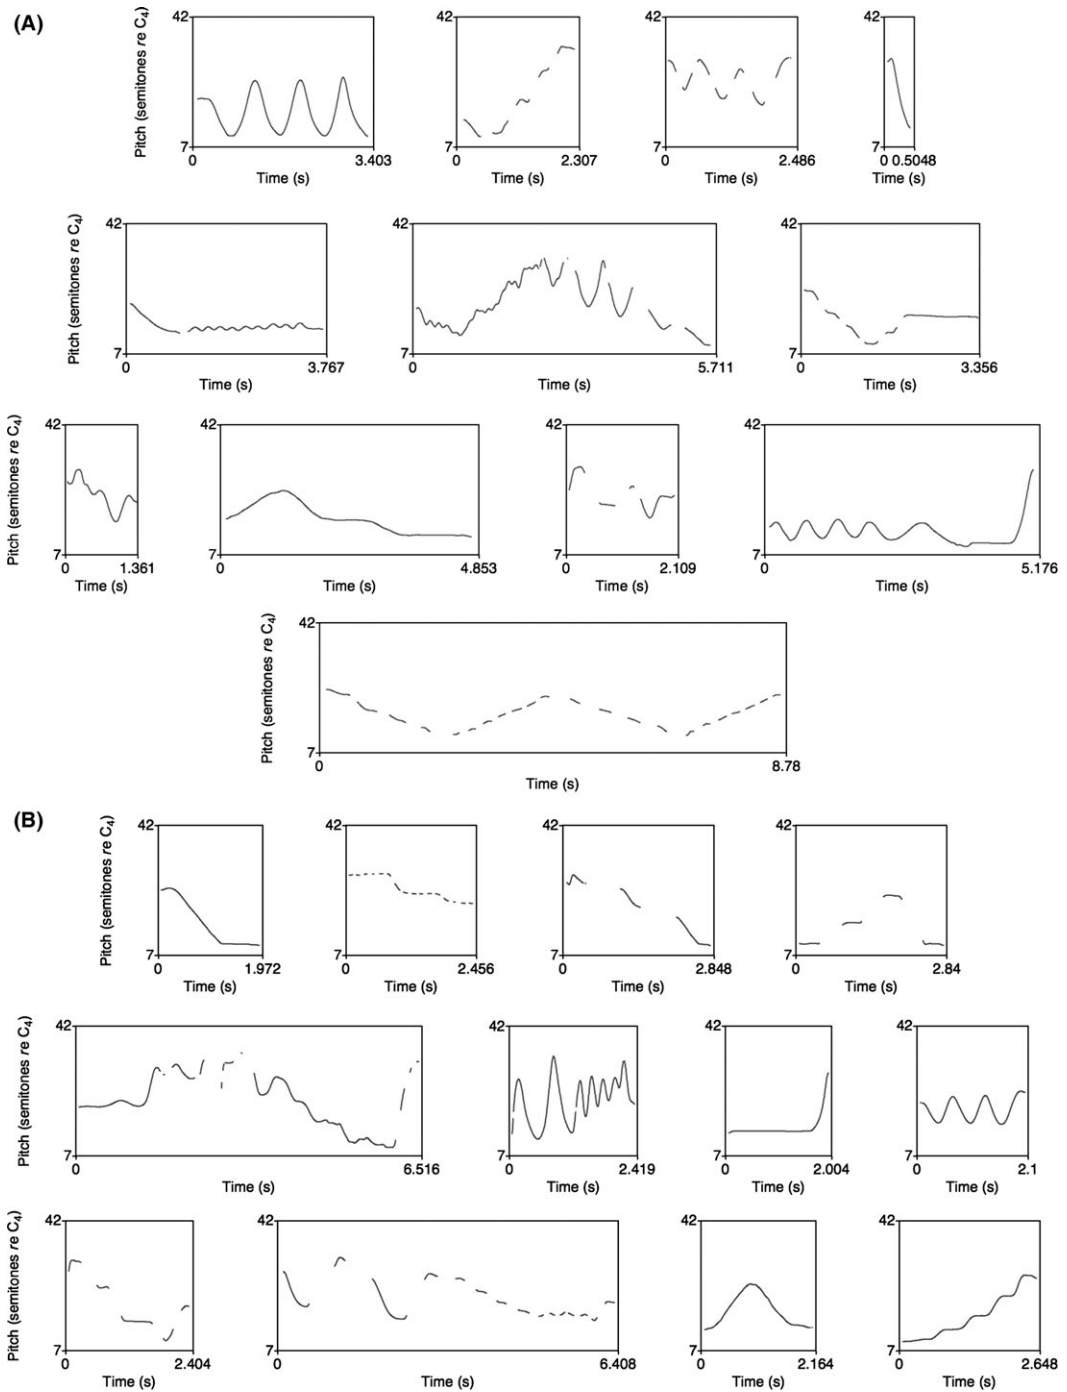 (A)
Pitch (semitones re C4)
42 42 42 42
7 7 7 7
0 3.403 0 2.307 0 2.486 0 0.5048
Time (s) Time (s) Time (s) Time (s)
Pitch (semitones re C4)
42 42 42
7 7 7
0 3.767 0 5.711 0 3.356
Time (s) Time (s) Time (s)
Pitch (semitones re C4)
42 42 42 42
7 7 7 7
0 1.361 0 4.853 0 2.109 0 5.176
Time (s) Time (s) Time (s) Time (s)
Pitch (semitones re C4)
42
7
0 8.78
Time (s)
(B)
Pitch (semitones re C4)
42 42 42 42
7 7 7 7
0 1.972 0 2.456 0 2.848 0 2.84
Time (s) Time (s) Time (s) Time (s)
Pitch (semitones re C4)
42 42 42 42
7 7 7 7
0 6.516 0 2.419 0 2.004 0 2.1
Time (s) Time (s) Time (s) Time (s)
Pitch (semitones re C4)
42 42 42 42
7 7 7 7
0 2.404 0 6.408 0 2.164 0 2.648
Time (s) Time (s) Time (s) Time (s)